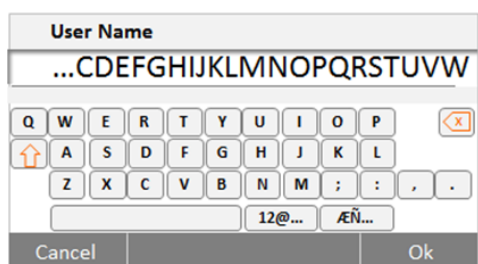 User Name
...CDEFGHIJKLMNOPQRSTUVW
Q W E R T Y U I O P X
A S D F G H J K L
Z X C V B N M ; : , .
12@... ÆÑ...
Cancel Ok